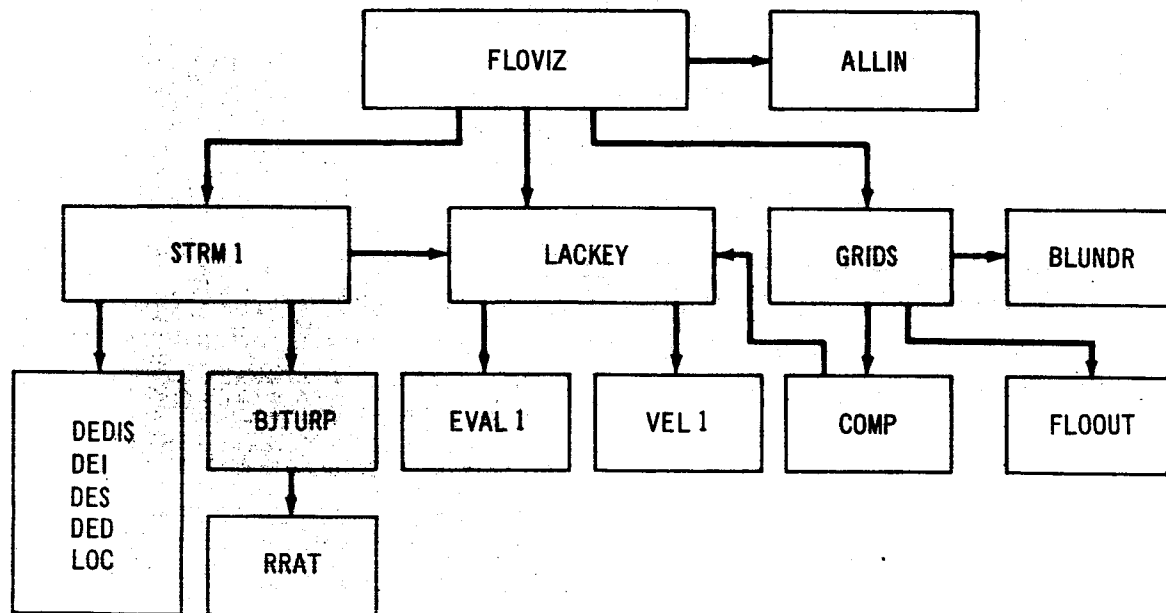 FLOVIZ
ALLIN
STRM 1
LACKEY
GRIDS
BLUNDR
DEDIS
DEI
DES
DED
LOC
BJTURP
EVAL 1
VEL 1
COMP
FLOOUT
RRAT